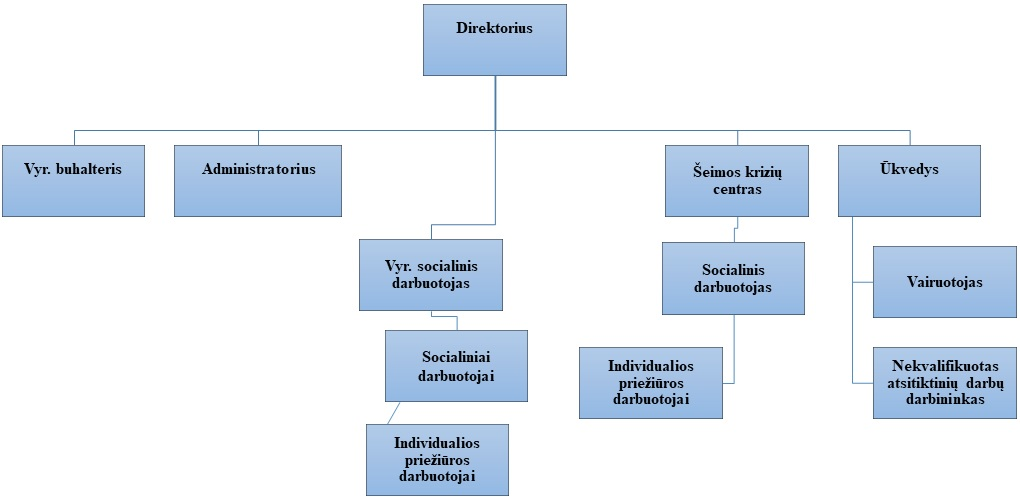 Direktorius
Vyr. buhalteris
Administratorius
Šeimos krizių
centras
Ūkvedys
Vyr. socialinis
darbuotojas
Socialinis
darbuotojas
Vairuotojas
Socialiniai
darbuotojai
Individualios
priežiūros
darbuotojai
Nekvalifikuotas
atsitiktinių darbų
darbininkas
Individualios
priežiūros
darbuotojai